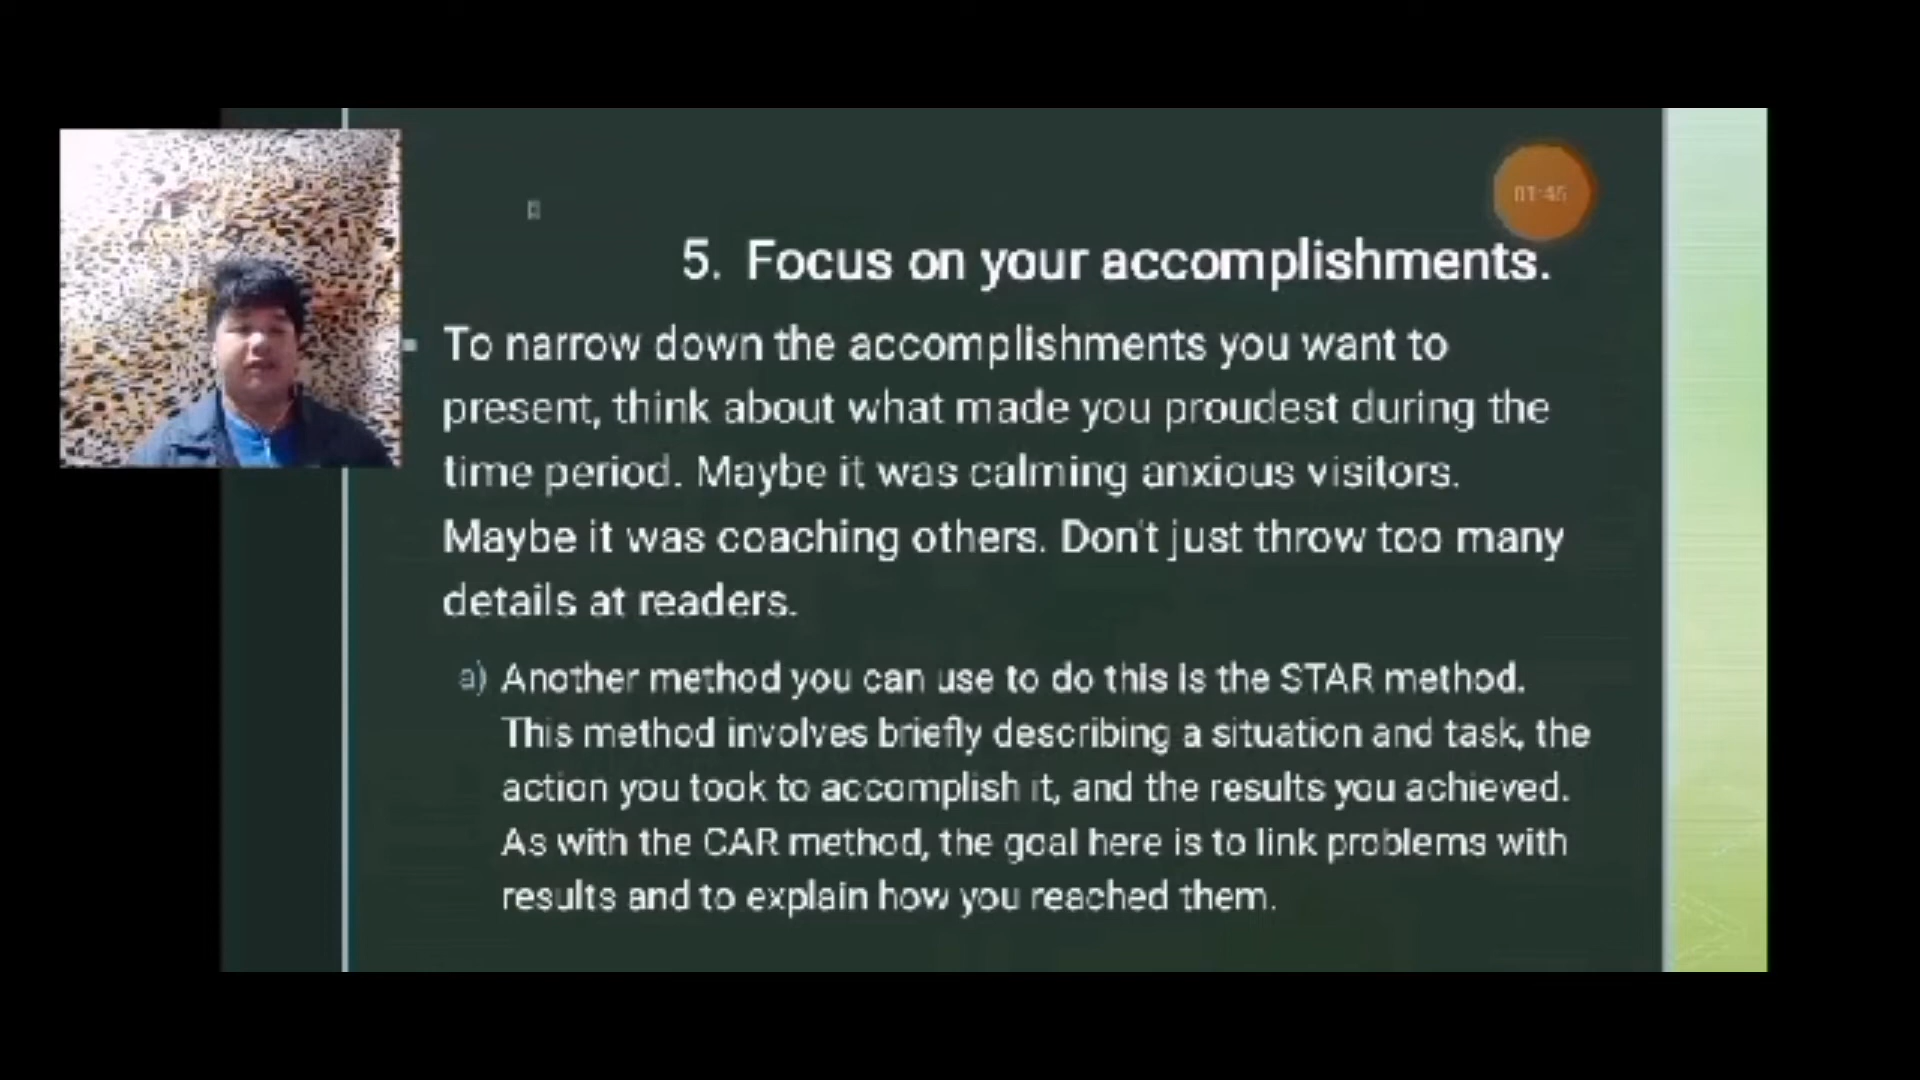 01:45
5. Focus on your accomplishments.
To narrow down the accomplishments you want to
present, think about what made you proudest during the
time period. Maybe it was calming anxious visitors.
Maybe it was coaching others. Don't just throw too many
details at readers.
a) Another method you can use to do this is the STAR method.
This method involves briefly describing a situation and task, the
action you took to accomplish it, and the results you achieved.
As with the CAR method, the goal here is to link problems with
results and to explain how you reached them.